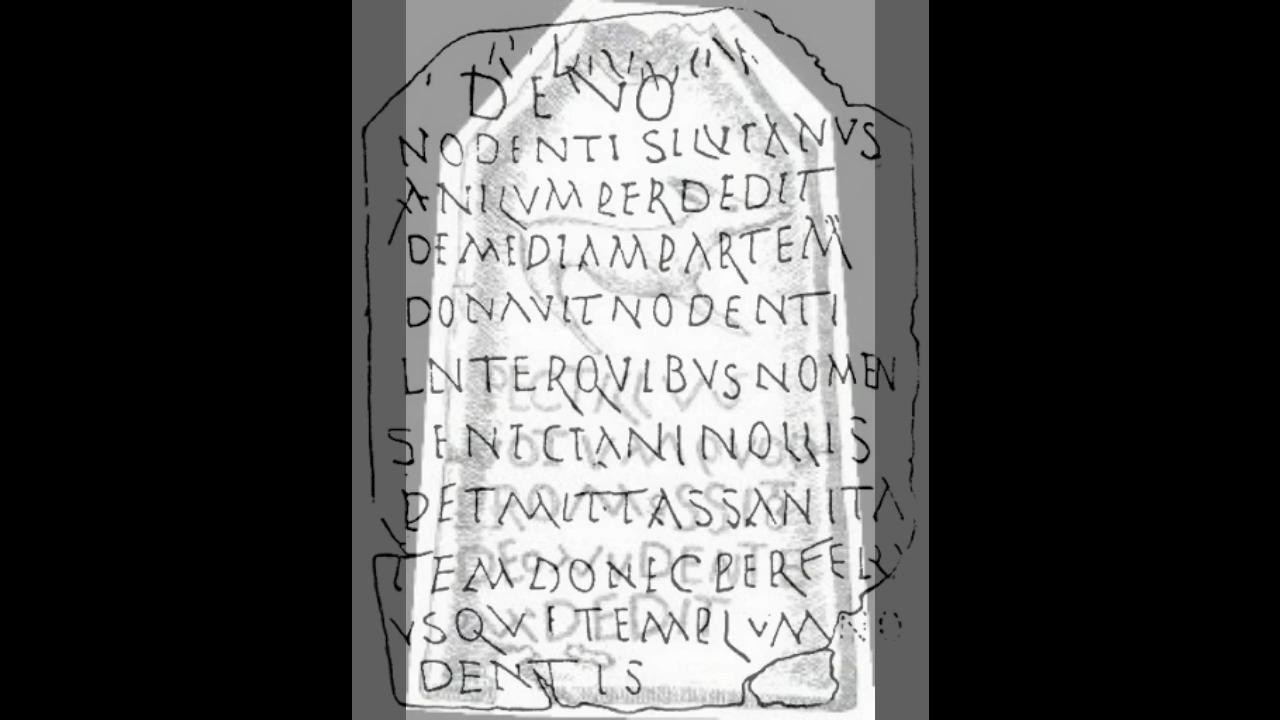 DEVO
NODENTI SILVIANVS
ANILVM PERDEDIT
DEMEDIAM PARTEM
DONAVIT NODENTI
INTER QVIBVS NOMEN
SENICIANI NOLLIS
PETMITTAS SANITA
TEM DONEC PERFERA
VSQVE TEMPLVM NO
DENTIS